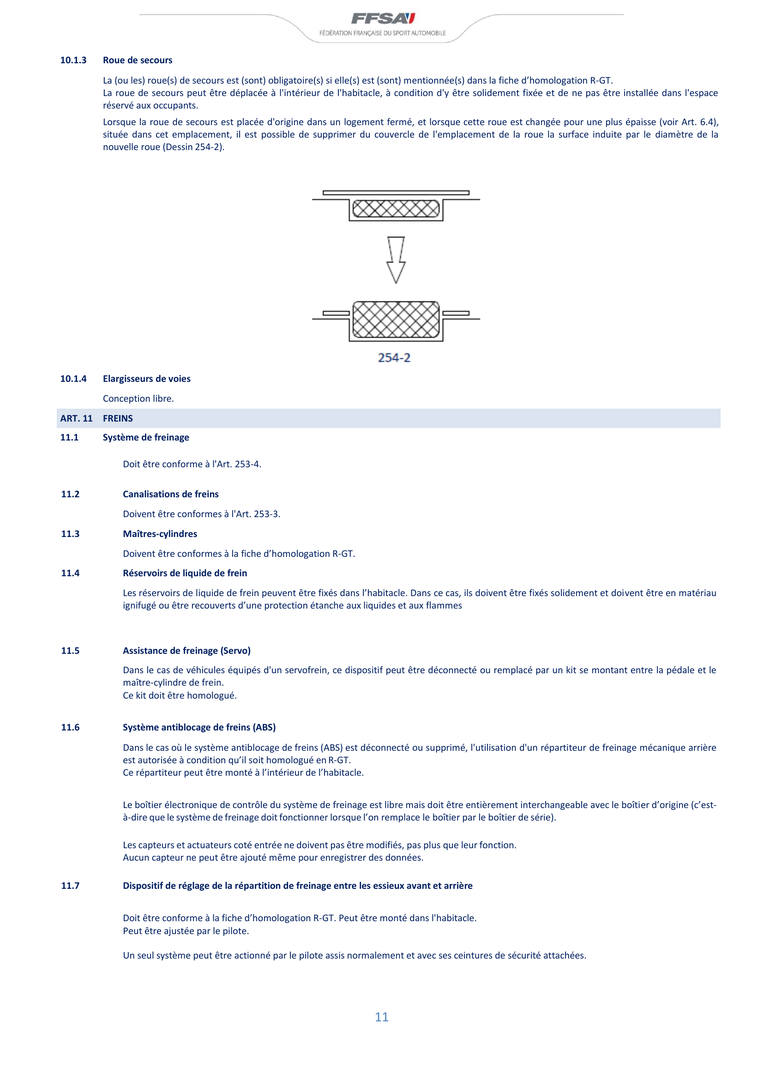 FFSA
FÉDÉRATION FRANÇAISE DU SPORT AUTOMOBILE
10.1.3 Roue de secours
La (ou les) roue(s) de secours est (sont) obligatoire(s) si elle(s) est (sont) mentionnée(s) dans la fiche d’homologation R-GT.
La roue de secours peut être déplacée à l'intérieur de l'habitacle, à condition d'y être solidement fixée et de ne pas être installée dans l'espace
réservé aux occupants.
Lorsque la roue de secours est placée d'origine dans un logement fermé, et lorsque cette roue est changée pour une plus épaisse (voir Art. 6.4),
située dans cet emplacement, il est possible de supprimer du couvercle de l'emplacement de la roue la surface induite par le diamètre de la
nouvelle roue (Dessin 254-2).
254-2
10.1.4 Elargisseurs de voies
Conception libre.
ART. 11 FREINS
11.1 Système de freinage
Doit être conforme à l'Art. 253-4.
11.2 Canalisations de freins
Doivent être conformes à l'Art. 253-3.
11.3 Maîtres-cylindres
Doivent être conformes à la fiche d’homologation R-GT.
11.4 Réservoirs de liquide de frein
Les réservoirs de liquide de frein peuvent être fixés dans l’habitacle. Dans ce cas, ils doivent être fixés solidement et doivent être en matériau
ignifugé ou être recouverts d’une protection étanche aux liquides et aux flammes
11.5 Assistance de freinage (Servo)
Dans le cas de véhicules équipés d'un servofrein, ce dispositif peut être déconnecté ou remplacé par un kit se montant entre la pédale et le
maître-cylindre de frein.
Ce kit doit être homologué.
11.6 Système antiblocage de freins (ABS)
Dans le cas où le système antiblocage de freins (ABS) est déconnecté ou supprimé, l'utilisation d'un répartiteur de freinage mécanique arrière
est autorisée à condition qu’il soit homologué en R-GT.
Ce répartiteur peut être monté à l’intérieur de l’habitacle.
Le boîtier électronique de contrôle du système de freinage est libre mais doit être entièrement interchangeable avec le boîtier d’origine (c’est-
à-dire que le système de freinage doit fonctionner lorsque l’on remplace le boîtier par le boîtier de série).
Les capteurs et actuateurs coté entrée ne doivent pas être modifiés, pas plus que leur fonction.
Aucun capteur ne peut être ajouté même pour enregistrer des données.
11.7 Dispositif de réglage de la répartition de freinage entre les essieux avant et arrière
Doit être conforme à la fiche d’homologation R-GT. Peut être monté dans l'habitacle.
Peut être ajustée par le pilote.
Un seul système peut être actionné par le pilote assis normalement et avec ses ceintures de sécurité attachées.
11